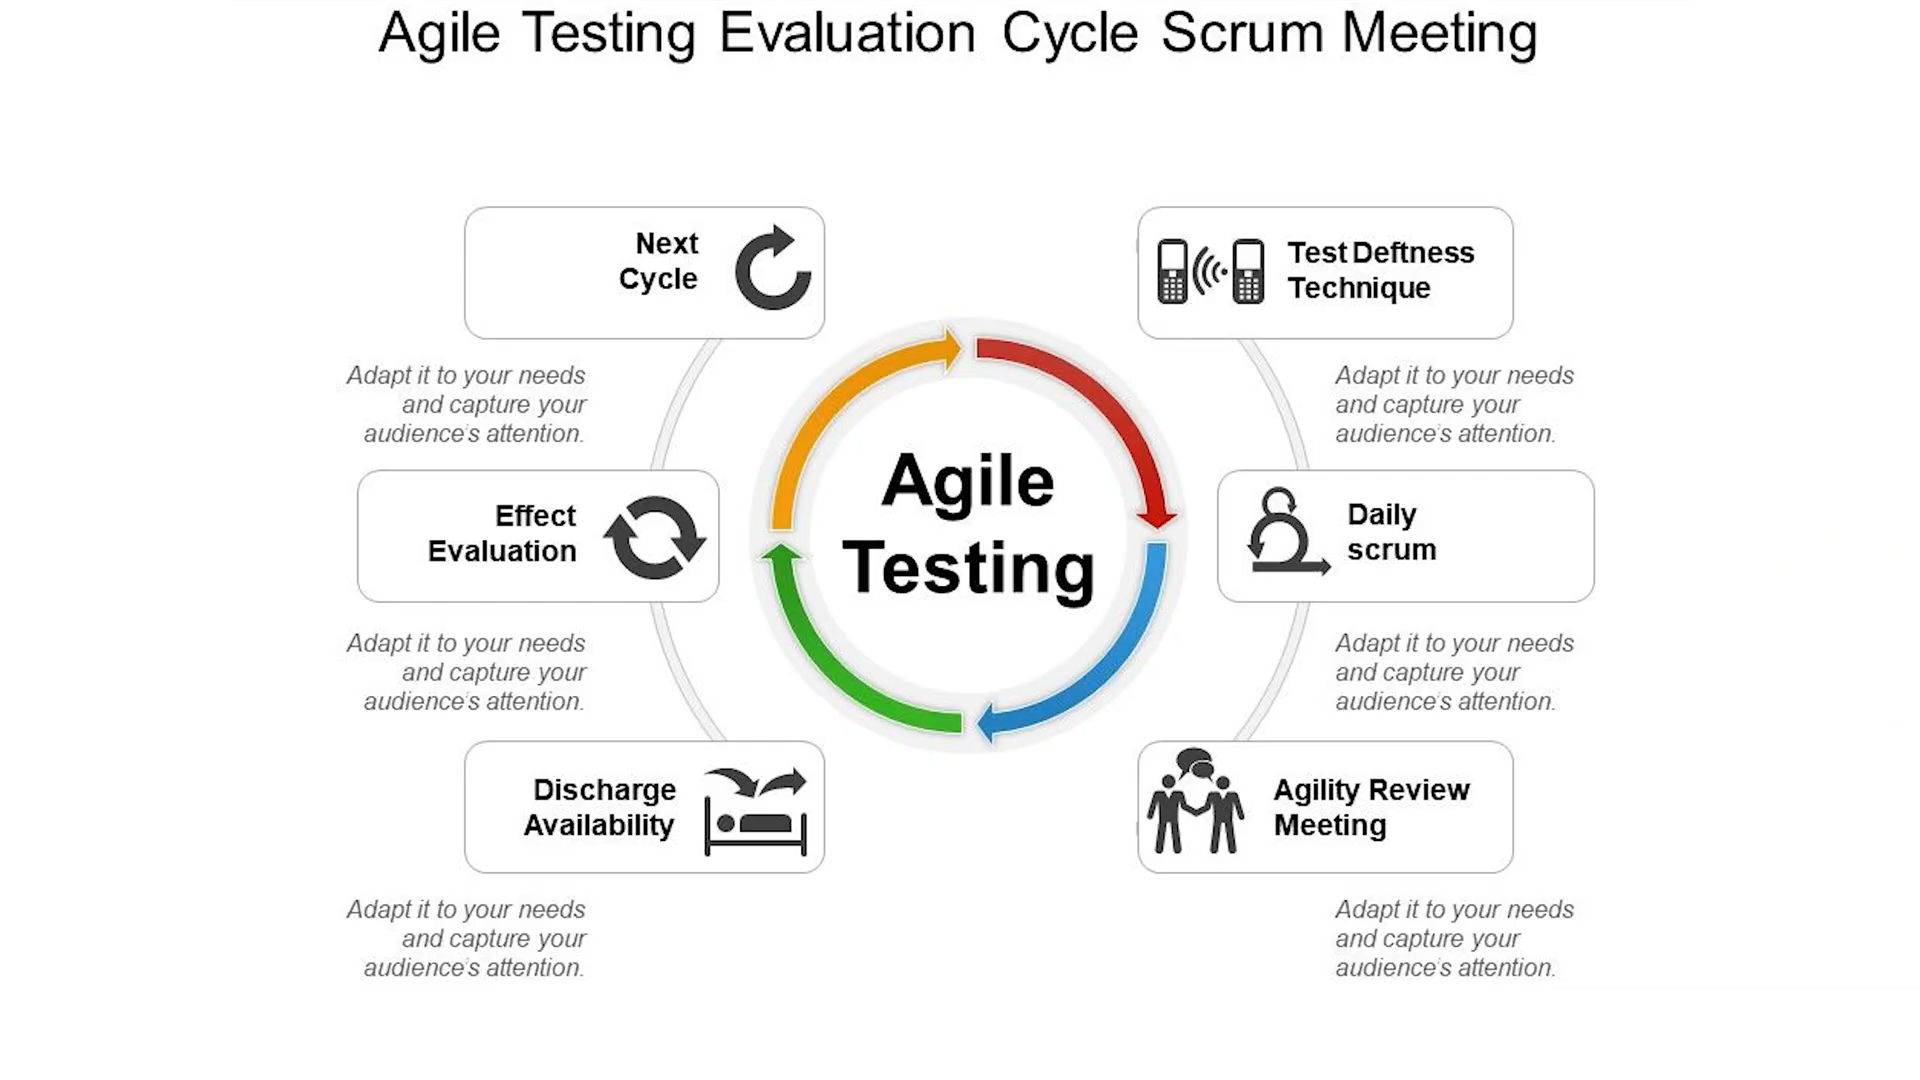 Agile Testing Evaluation Cycle Scrum Meeting
Next
Cycle
Adapt it to your needs
and capture your
audience's attention.
Effect
Evaluation
Adapt it to your needs
and capture your
audience's attention.
Discharge
Availability
Adapt it to your needs
and capture your
audience's attention.
Agile
Testing
Test Deftness
Technique
Adapt it to your needs
and capture your
audience's attention.
Daily
scrum
Adapt it to your needs
and capture your
audience's attention.
Agility Review
Meeting
Adapt it to your needs
and capture your
audience's attention.